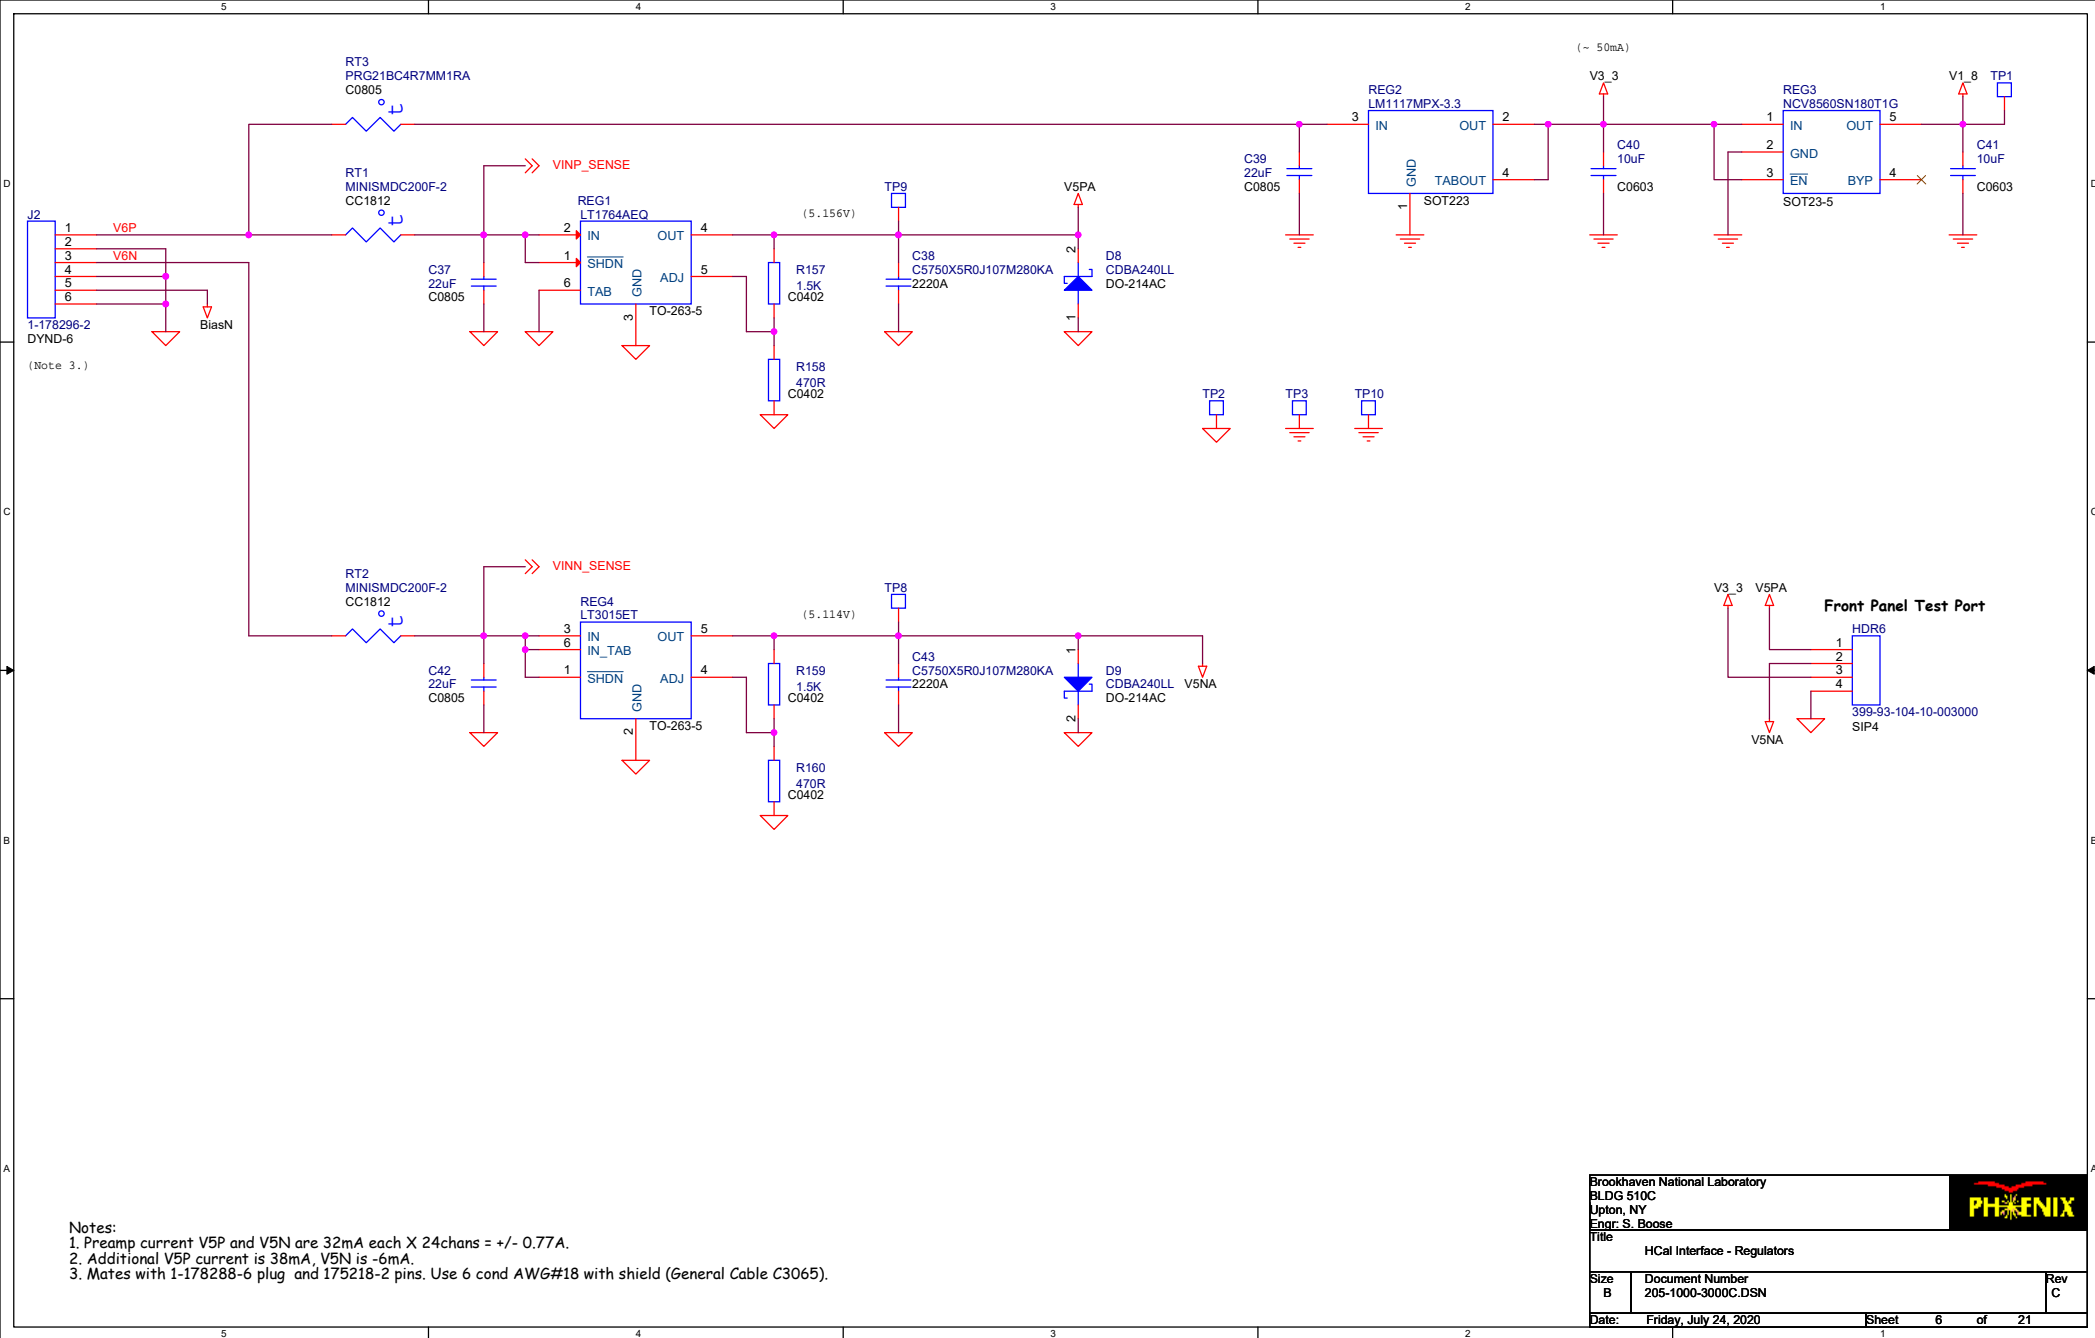 5 4 3 2 1
D
C
B
A
RT3
PRG21BC4R7MM1RA
C0805
RT1
MINISMDC200F-2
CC1812
VINP_SENSE
J2
1
2
3
4
5
6
V6P
V6N
BiasN
1-178296-2
DYND-6
(Note 3.)
C37
22uF
C0805
REG1
LT1764AEQ
2 IN
1 SHDN
6 TAB
GND
3
OUT 4
ADJ 5
TO-263-5
(5.156V)
R157
1.5K
C0402
R158
470R
C0402
TP9
C38
C5750X5R0J107M280KA
2220A
V5PA
2
D8
CDBA240LL
DO-214AC
1
C39
22uF
C0805
REG2
LM1117MPX-3.3
3 IN
OUT 2
GND
1
TABOUT 4
SOT223
(~ 50mA)
V3_3
C40
10uF
C0603
REG3
NCV8560SN180T1G
1 IN
2 GND
3 EN
OUT 5
BYP 4
SOT23-5
V1_8
TP1
C41
10uF
C0603
TP2
TP3
TP10
RT2
MINISMDC200F-2
CC1812
VINN_SENSE
C42
22uF
C0805
REG4
LT3015ET
3 IN
6 IN_TAB
1 SHDN
GND
2
OUT 5
ADJ 4
TO-263-5
(5.114V)
R159
1.5K
C0402
R160
470R
C0402
TP8
C43
C5750X5R0J107M280KA
2220A
1
D9
CDBA240LL
DO-214AC
2
V5NA
V3_3 V5PA
Front Panel Test Port
HDR6
1
2
3
4
399-93-104-10-003000
SIP4
V5NA
Notes:
1. Preamp current V5P and V5N are 32mA each X 24chans = +/- 0.77A.
2. Additional V5P current is 38mA, V5N is -6mA.
3. Mates with 1-178288-6 plug and 175218-2 pins. Use 6 cond AWG#18 with shield (General Cable C3065).
Brookhaven National Laboratory
BLDG 510C
Upton, NY
Engr: S. Boose
PHENIX
Title
HCal Interface - Regulators
Size
B
Document Number
205-1000-3000C.DSN
Rev
C
Date: Friday, July 24, 2020 Sheet 6 of 21
5 4 3 2 1